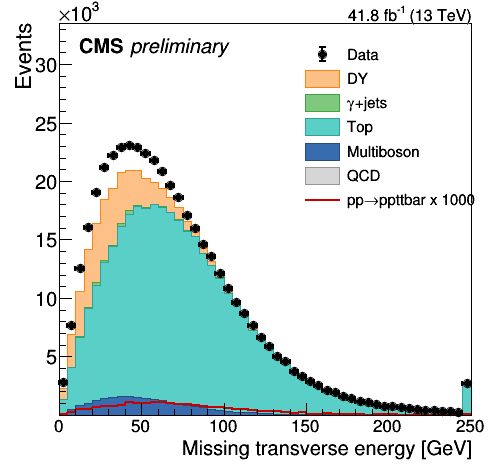 ×10³
41.8 fb⁻¹ (13 TeV)
Events
CMS preliminary
Data
DY
γ+jets
Top
Multiboson
QCD
pp→ppttbar x 1000
30
25
20
15
10
5
0 50 100 150 200 250
Missing transverse energy [GeV]